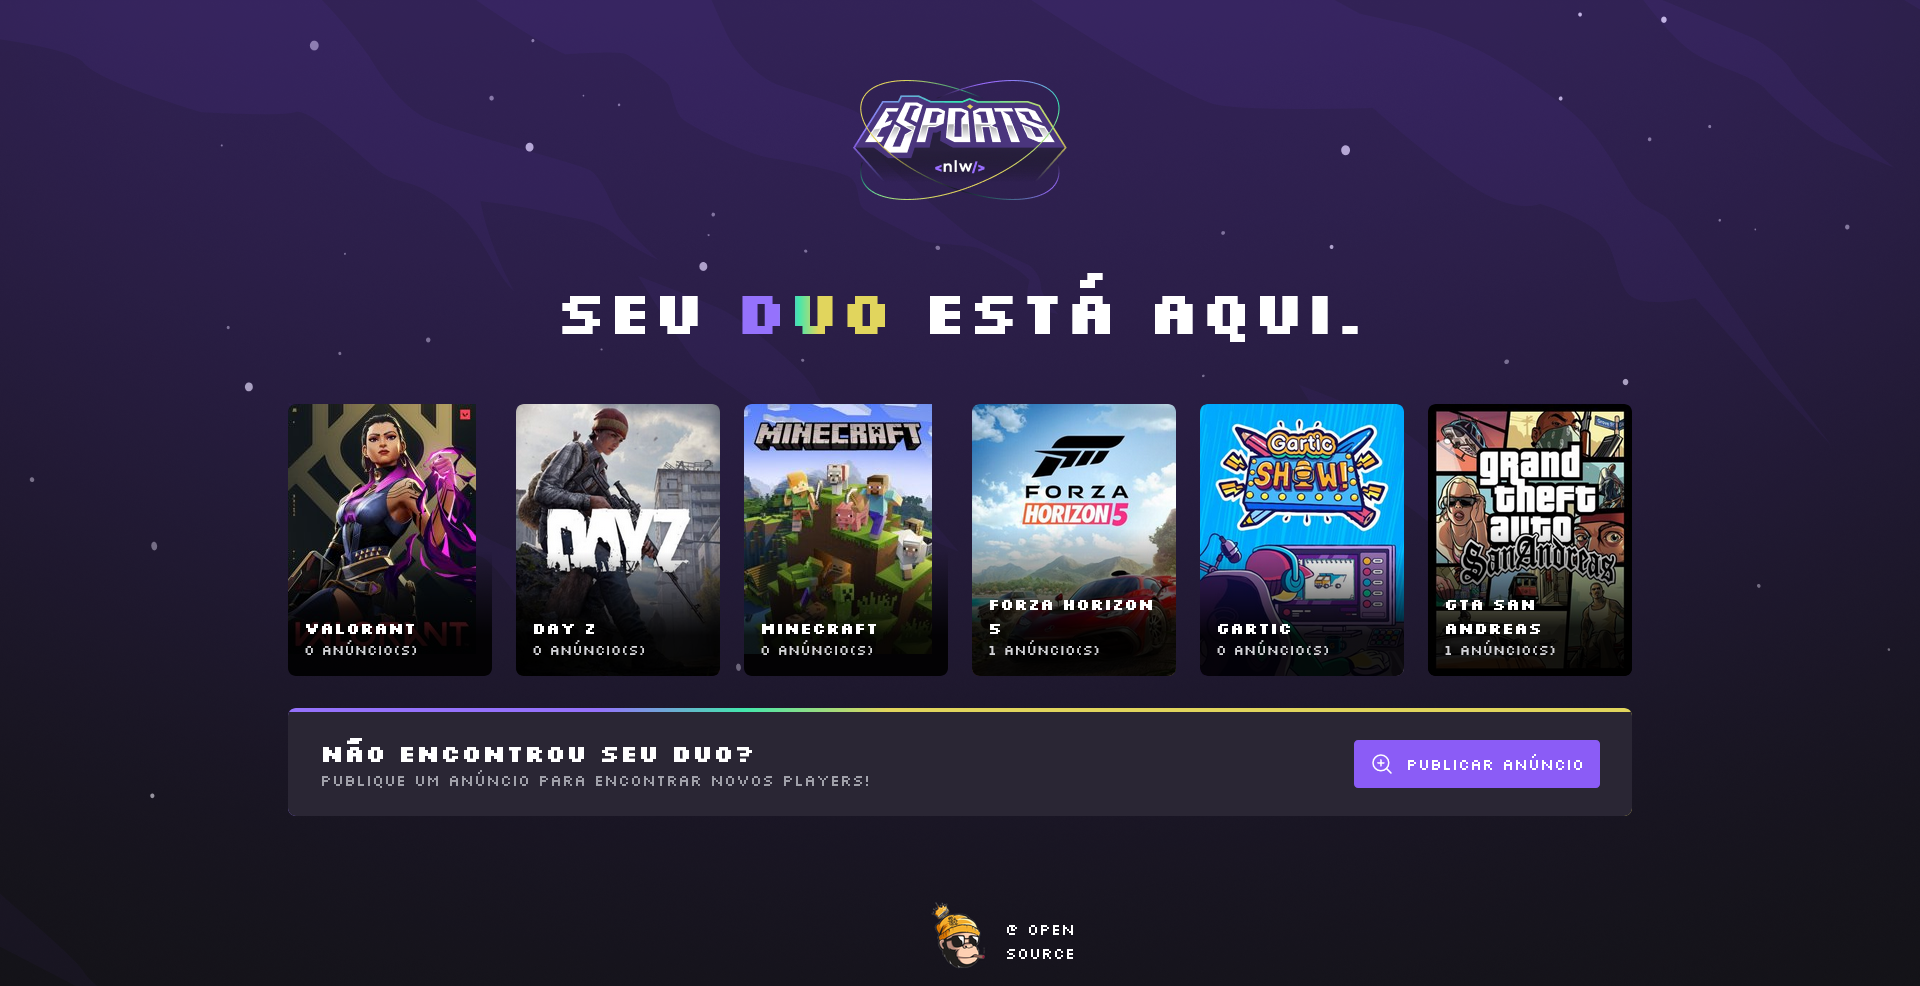 ESPORTS
<nlw/>
SEU DUO ESTÁ AQUI.
VALORANT
0 ANÚNCIO(S)
DAYZ
DAY Z
0 ANÚNCIO(S)
MINECRAFT
MINECRAFT
0 ANÚNCIO(S)
FORZA
HORIZON 5
FORZA HORIZON
5
1 ANÚNCIO(S)
Gartic
SHOW!
GARTIC
0 ANÚNCIO(S)
grand
theft
auto
San Andreas
GTA SAN
ANDREAS
1 ANÚNCIO(S)
NÃO ENCONTROU SEU DUO?
PUBLIQUE UM ANÚNCIO PARA ENCONTRAR NOVOS PLAYERS!
PUBLICAR ANÚNCIO
@ OPEN
SOURCE